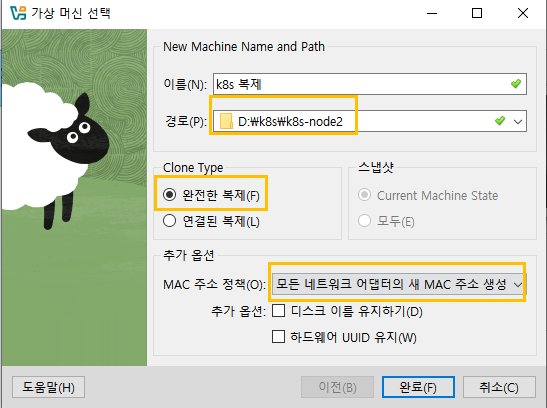 가상 머신 선택
New Machine Name and Path
이름(N): k8s 복제
경로(P): D:₩k8s₩k8s-node2
Clone Type
완전한 복제(F)
연결된 복제(L)
스냅샷
Current Machine State
모두(E)
추가 옵션
MAC 주소 정책(O): 모든 네트워크 어댑터의 새 MAC 주소 생성
추가 옵션: 디스크 이름 유지하기(D)
하드웨어 UUID 유지(W)
도움말(H) 이전(B) 완료(F) 취소(C)